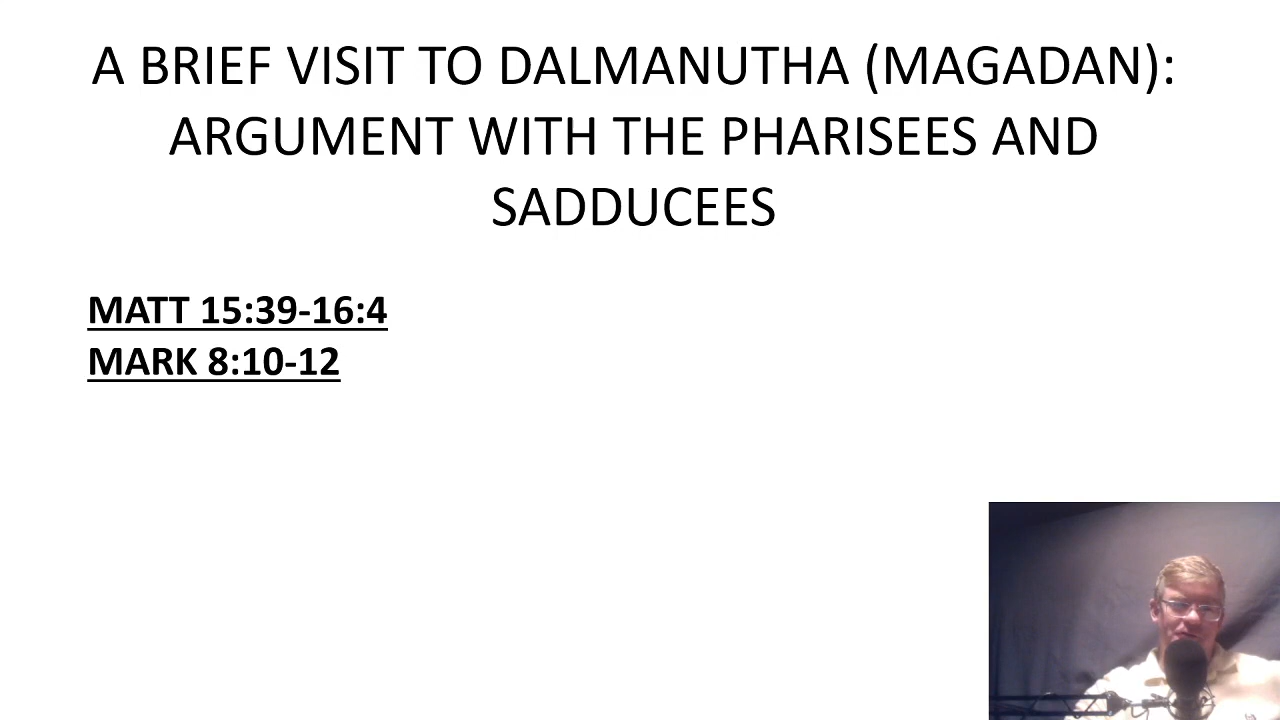 A BRIEF VISIT TO DALMANUTHA (MAGADAN):
ARGUMENT WITH THE PHARISEES AND
SADDUCEES
MATT 15:39-16:4
MARK 8:10-12